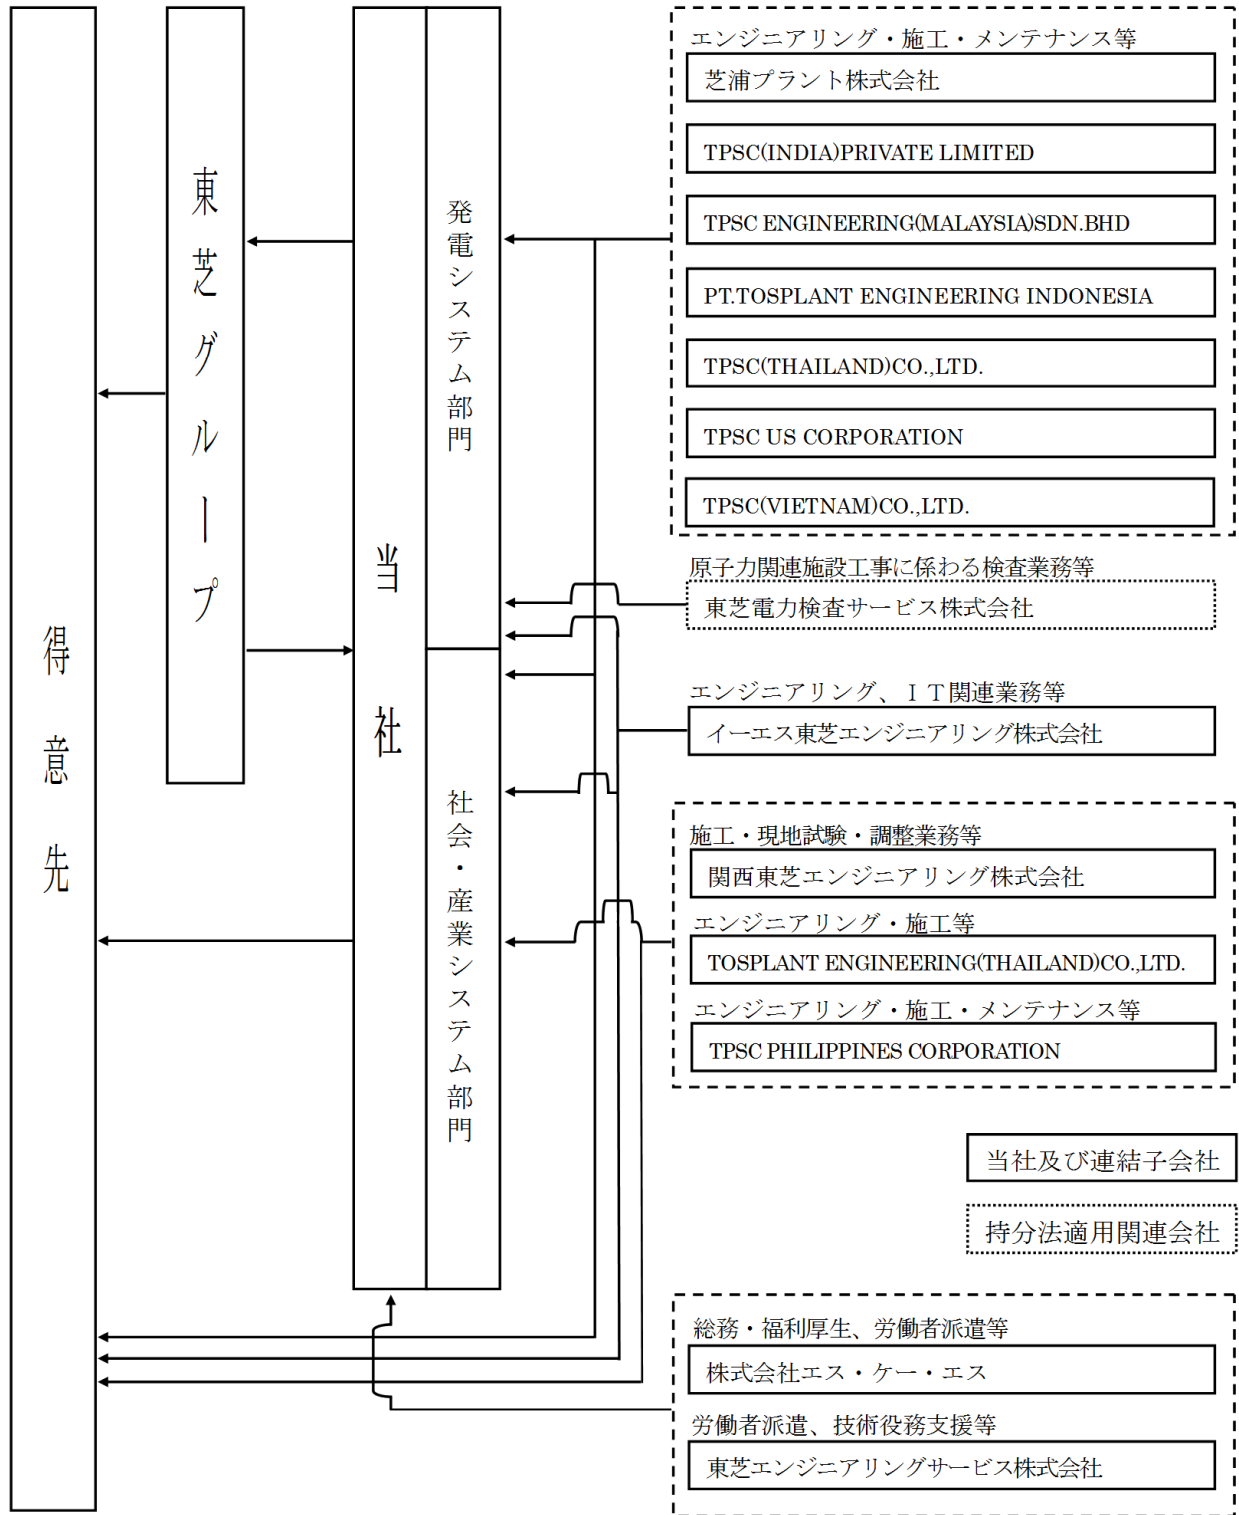 得意先
東芝グループ
当社
発電システム部門
社会・産業システム部門
エンジニアリング・施工・メンテナンス等
芝浦プラント株式会社
TPSC(INDIA)PRIVATE LIMITED
TPSC ENGINEERING(MALAYSIA)SDN.BHD
PT.TOSPLANT ENGINEERING INDONESIA
TPSC(THAILAND)CO.,LTD.
TPSC US CORPORATION
TPSC(VIETNAM)CO.,LTD.
原子力関連施設工事に係わる検査業務等
東芝電力検査サービス株式会社
エンジニアリング、ＩＴ関連業務等
イーエス東芝エンジニアリング株式会社
施工・現地試験・調整業務等
関西東芝エンジニアリング株式会社
エンジニアリング・施工等
TOSPLANT ENGINEERING(THAILAND)CO.,LTD.
エンジニアリング・施工・メンテナンス等
TPSC PHILIPPINES CORPORATION
当社及び連結子会社
持分法適用関連会社
総務・福利厚生、労働者派遣等
株式会社エス・ケー・エス
労働者派遣、技術役務支援等
東芝エンジニアリングサービス株式会社